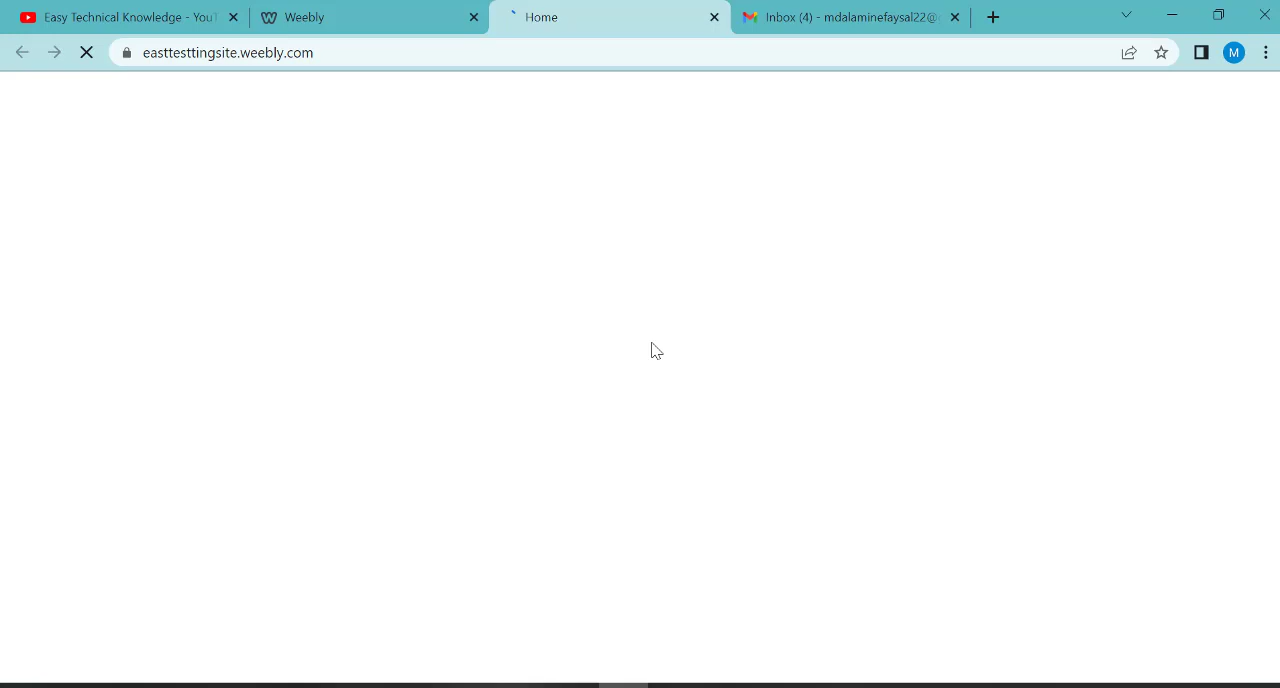 Easy Technical Knowledge - YouT
Weebly
Home
Inbox (4) - mdalaminefaysal22@
easttesttingsite.weebly.com
M